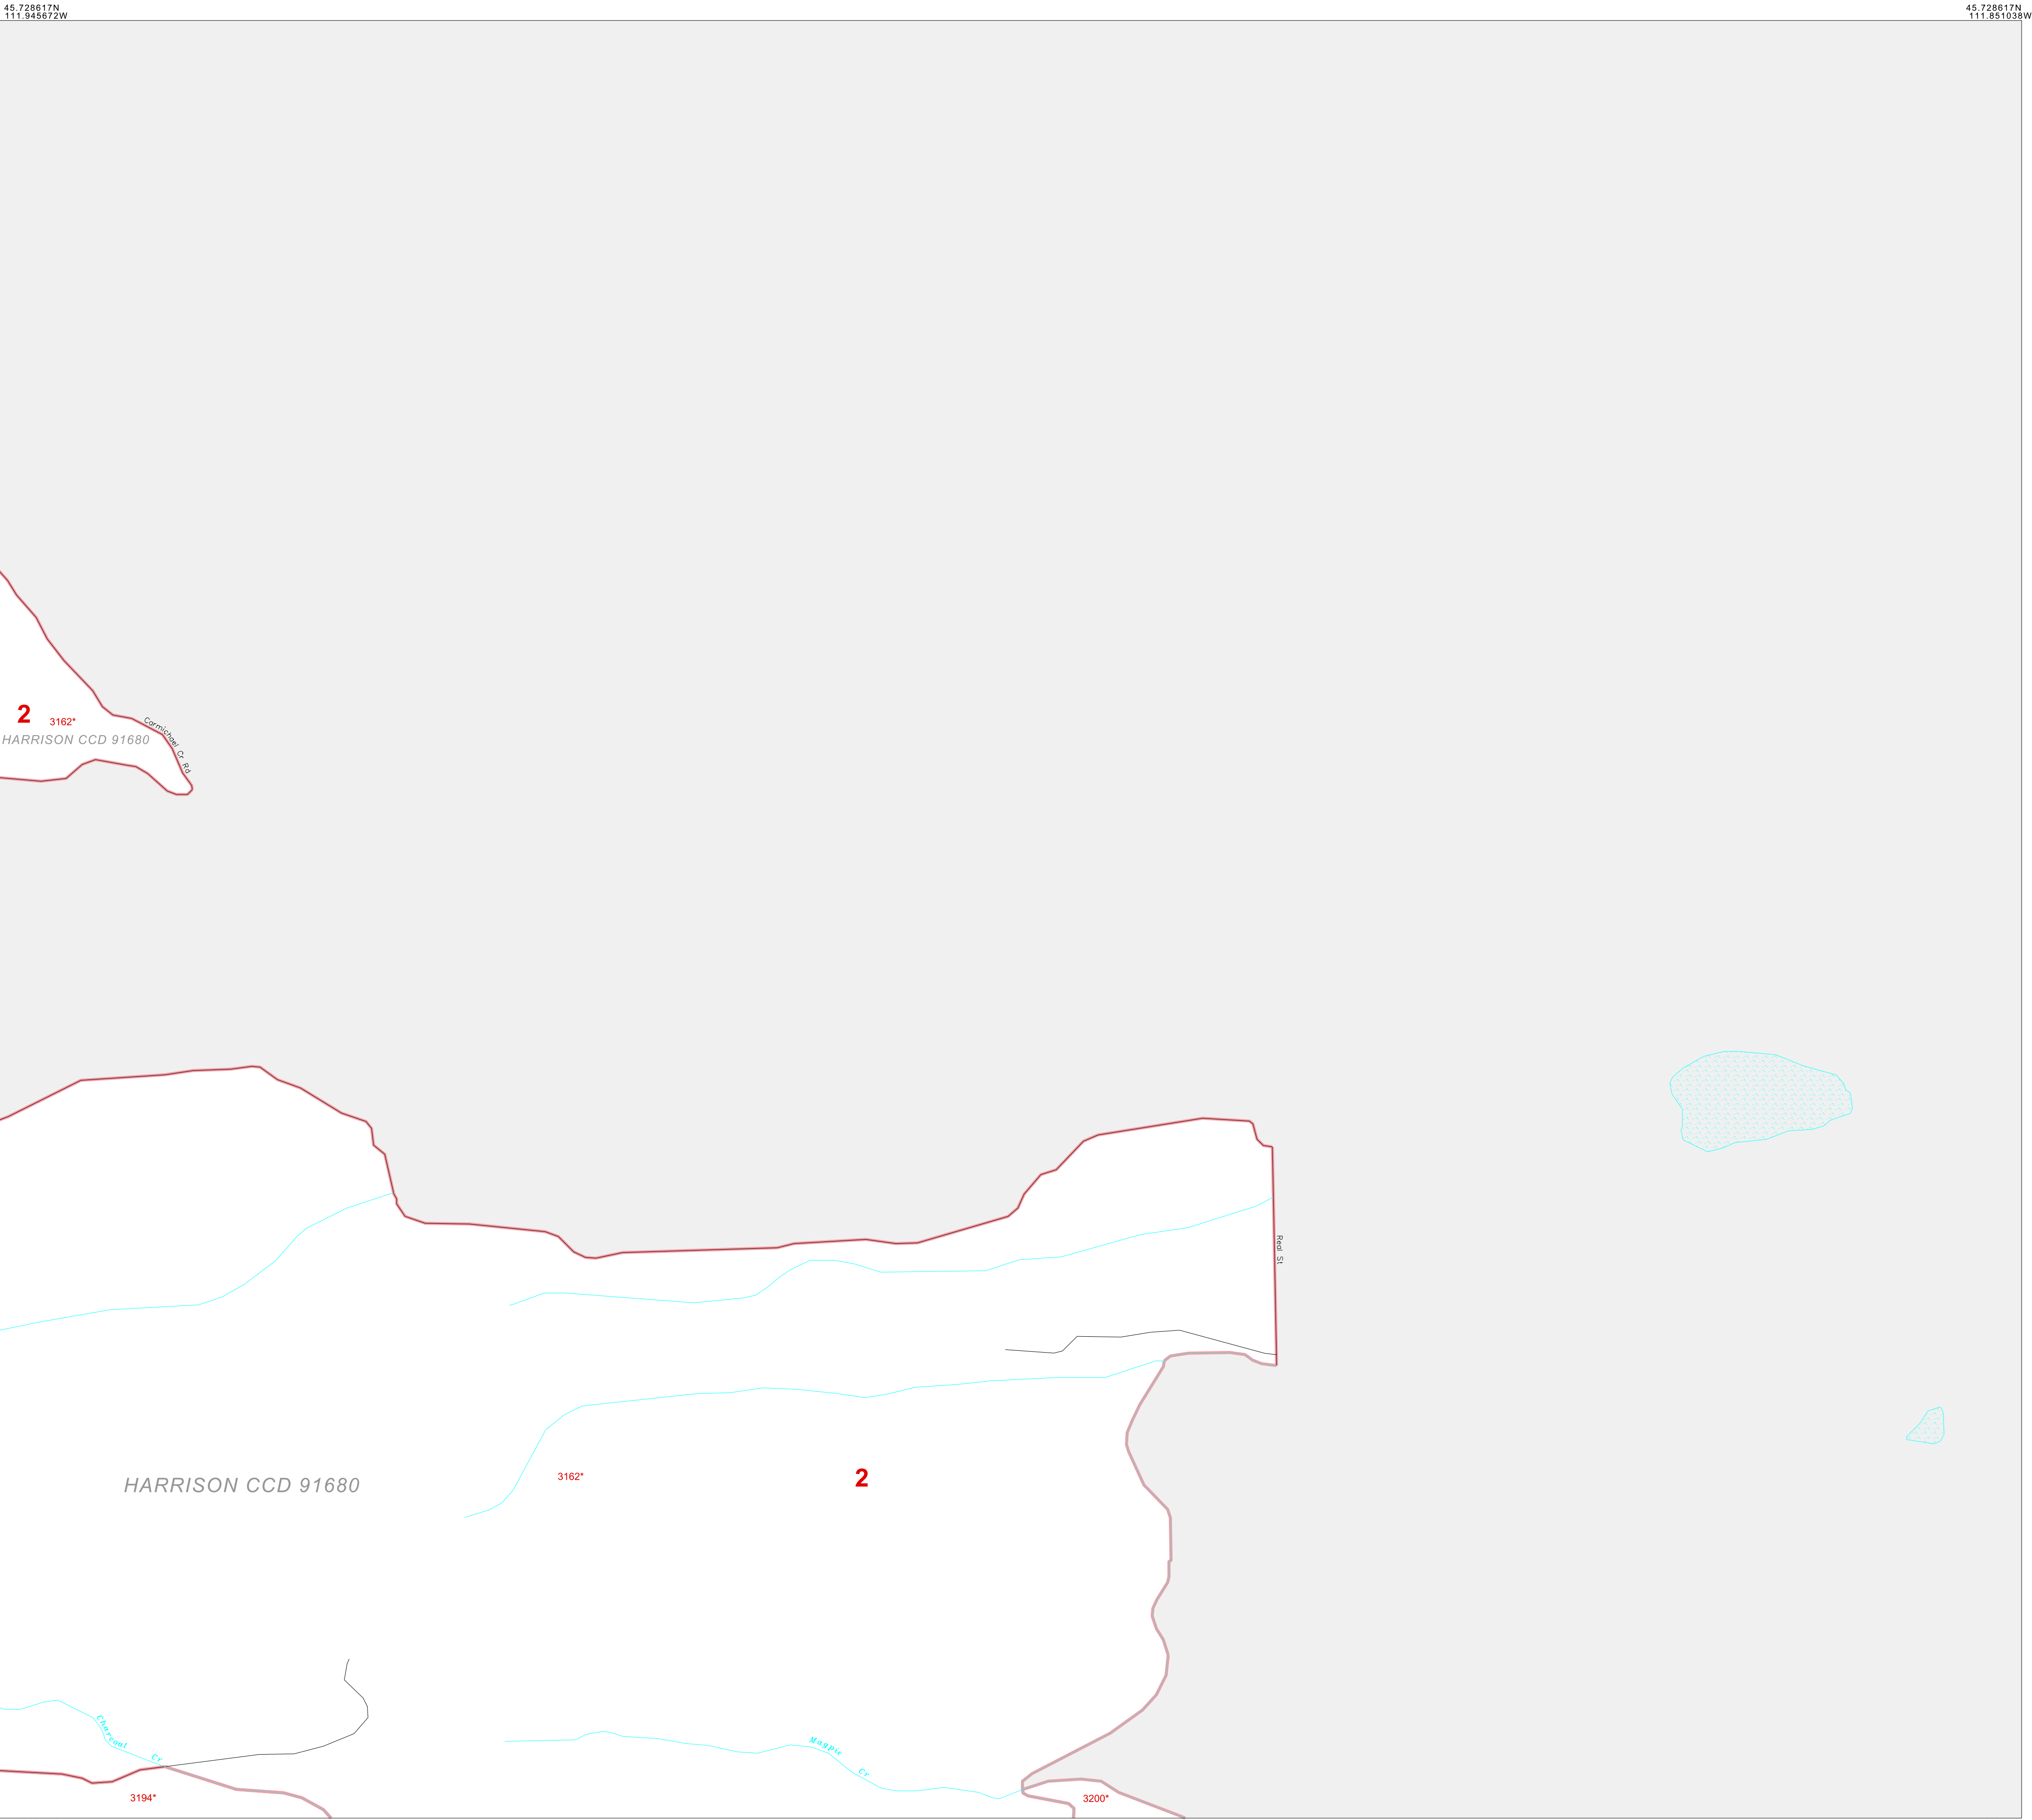 45.728617N
111.945672W
45.728617N
111.851038W
Carmichael Cr Rd
2
3162*
HARRISON CCD 91680
Real St
HARRISON CCD 91680
3162*
2
Charcoal Cr
Magpie Cr
3194*
3200*